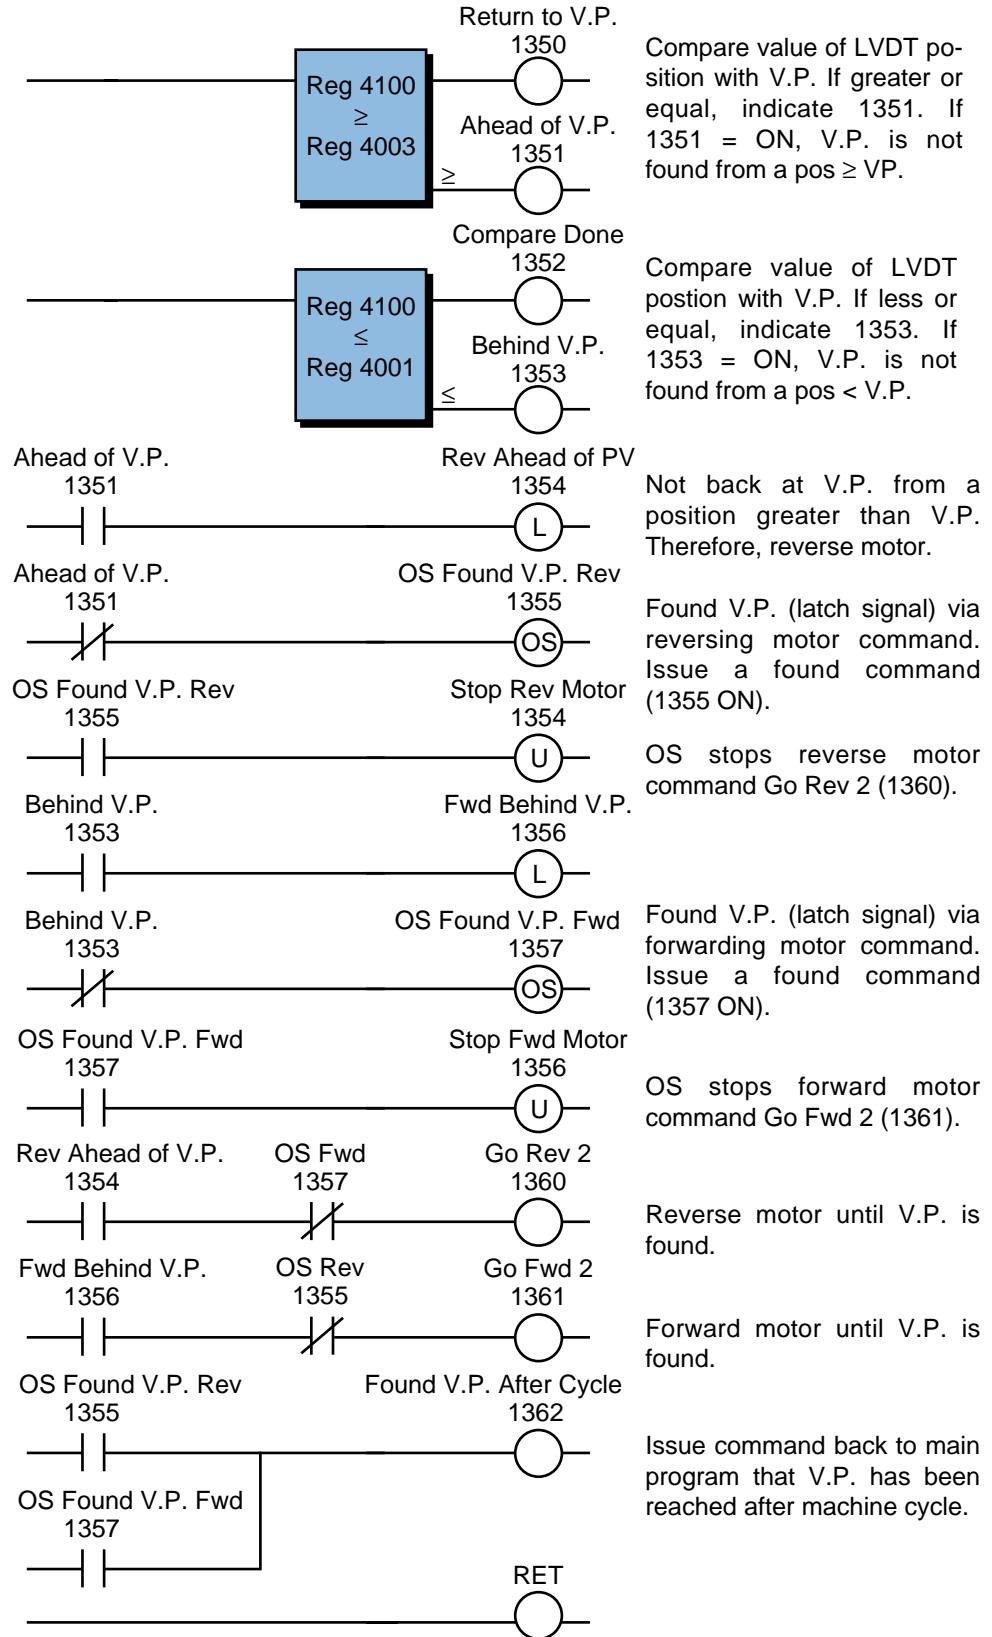 Return to V.P.
1350
Reg 4100
≥
Reg 4003
Ahead of V.P.
1351
≥
Compare value of LVDT po-
sition with V.P. If greater or
equal, indicate 1351. If
1351 = ON, V.P. is not
found from a pos ≥ VP.
Compare Done
1352
Reg 4100
≤
Reg 4001
Behind V.P.
1353
≤
Compare value of LVDT
postion with V.P. If less or
equal, indicate 1353. If
1353 = ON, V.P. is not
found from a pos < V.P.
Ahead of V.P.
1351
Rev Ahead of PV
1354
L
Not back at V.P. from a
position greater than V.P.
Therefore, reverse motor.
Ahead of V.P.
1351
OS Found V.P. Rev
1355
OS
Found V.P. (latch signal) via
reversing motor command.
Issue a found command
(1355 ON).
OS Found V.P. Rev
1355
Stop Rev Motor
1354
U
OS stops reverse motor
command Go Rev 2 (1360).
Behind V.P.
1353
Fwd Behind V.P.
1356
L
Behind V.P.
1353
OS Found V.P. Fwd
1357
OS
Found V.P. (latch signal) via
forwarding motor command.
Issue a found command
(1357 ON).
OS Found V.P. Fwd
1357
Stop Fwd Motor
1356
U
OS stops forward motor
command Go Fwd 2 (1361).
Rev Ahead of V.P.
1354
OS Fwd
1357
Go Rev 2
1360
Reverse motor until V.P. is
found.
Fwd Behind V.P.
1356
OS Rev
1355
Go Fwd 2
1361
Forward motor until V.P. is
found.
OS Found V.P. Rev
1355
Found V.P. After Cycle
1362
Issue command back to main
program that V.P. has been
reached after machine cycle.
OS Found V.P. Fwd
1357
RET